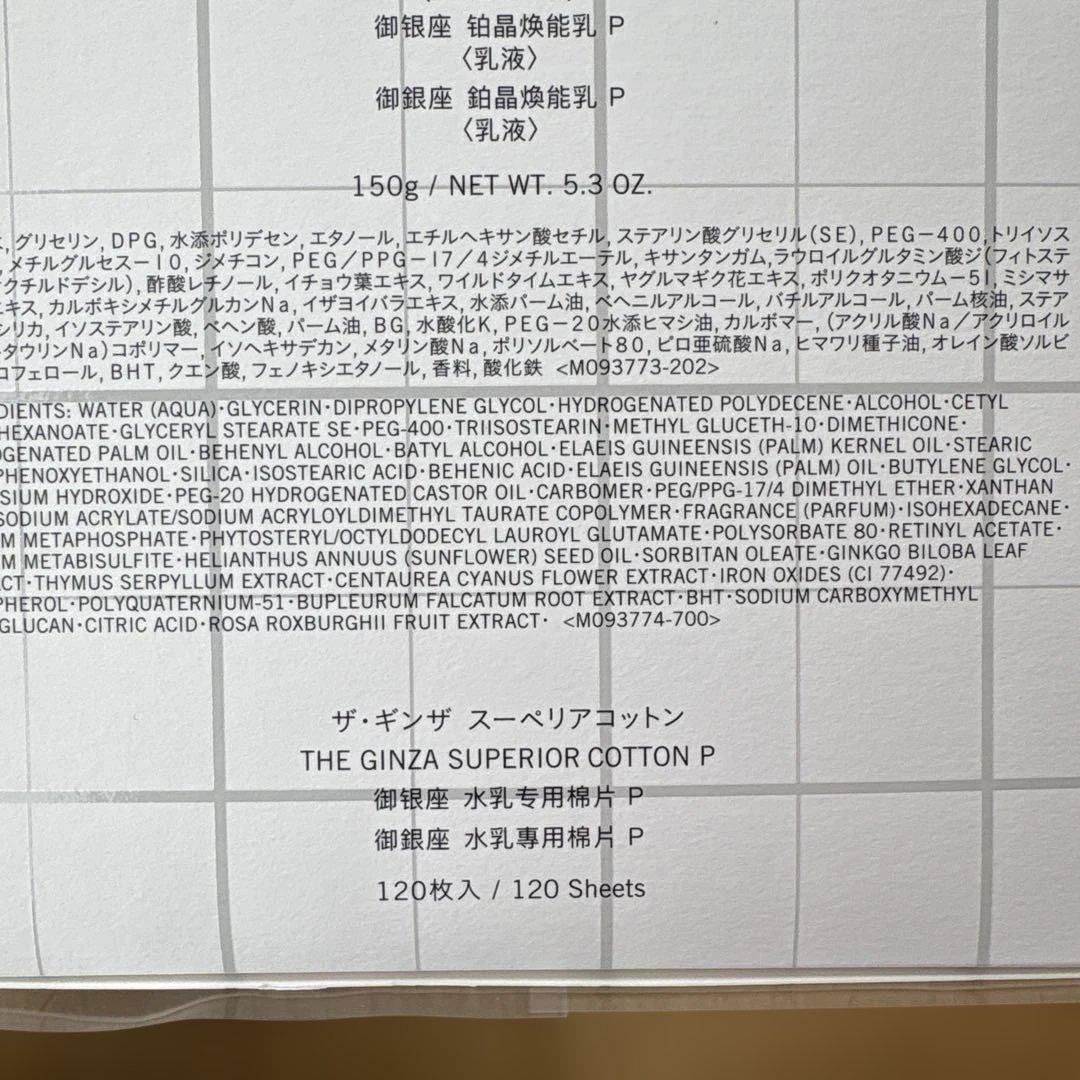 御银座 铂晶焕能乳 P
〈乳液〉
御銀座 鉑晶煥能乳 P
〈乳液〉
150g / NET WT. 5.3 OZ.
, グリセリン, DPG, 水添ポリデセン, エタノール, エチルヘキサン酸セチル, ステアリン酸グリセリル(SE), PEG-400, トリイソス
, メチルグルセス-10, ジメチコン, PEG/PPG-17/4ジメチルエーテル, キサンタンガム, ラウロイルグルタミン酸ジ(フィトステ
クチルドデシル), 酢酸レチノール, イチョウ葉エキス, ワイルドタイムエキス, ヤグルマギク花エキス, ポリクオタニウム-51, ミシマサ
エキス, カルボキシメチルグルカンNa, イザヨイバラエキス, 水添パーム油, ベヘニルアルコール, バチルアルコール, パーム核油, ステア
シリカ, イソステアリン酸, ベヘン酸, パーム油, BG, 水酸化K, PEG-20水添ヒマシ油, カルボマー, (アクリル酸Na/アクリロイル
タウリンNa)コポリマー, イソヘキサデカン, メタリン酸Na, ポリソルベート80, ピロ亜硫酸Na, ヒマワリ種子油, オレイン酸ソルビ
コフェロール, BHT, クエン酸, フェノキシエタノール, 香料, 酸化鉄 <M093773-202>
DIENTS: WATER (AQUA)・GLYCERIN・DIPROPYLENE GLYCOL・HYDROGENATED POLYDECENE・ALCOHOL・CETYL
HEXANOATE・GLYCERYL STEARATE SE・PEG-400・TRIISOSTEARIN・METHYL GLUCETH-10・DIMETHICONE・
OGENATED PALM OIL・BEHENYL ALCOHOL・BATYL ALCOHOL・ELAEIS GUINEENSIS (PALM) KERNEL OIL・STEARIC
PHENOXYETHANOL・SILICA・ISOSTEARIC ACID・BEHENIC ACID・ELAEIS GUINEENSIS (PALM) OIL・BUTYLENE GLYCOL・
SIUM HYDROXIDE・PEG-20 HYDROGENATED CASTOR OIL・CARBOMER・PEG/PPG-17/4 DIMETHYL ETHER・XANTHAN
SODIUM ACRYLATE/SODIUM ACRYLOYLDIMETHYL TAURATE COPOLYMER・FRAGRANCE (PARFUM)・ISOHEXADECANE・
M METAPHOSPHATE・PHYTOSTERYL/OCTYLDODECYL LAUROYL GLUTAMATE・POLYSORBATE 80・RETINYL ACETATE・
M METABISULFITE・HELIANTHUS ANNUUS (SUNFLOWER) SEED OIL・SORBITAN OLEATE・GINKGO BILOBA LEAF
CT・THYMUS SERPYLLUM EXTRACT・CENTAUREA CYANUS FLOWER EXTRACT・IRON OXIDES (CI 77492)・
PHEROL・POLYQUATERNIUM-51・BUPLEURUM FALCATUM ROOT EXTRACT・BHT・SODIUM CARBOXYMETHYL
GLUCAN・CITRIC ACID・ROSA ROXBURGHII FRUIT EXTRACT・ <M093774-700>
ザ・ギンザ スーペリアコットン
THE GINZA SUPERIOR COTTON P
御银座 水乳专用棉片 P
御銀座 水乳專用棉片 P
120枚入 / 120 Sheets